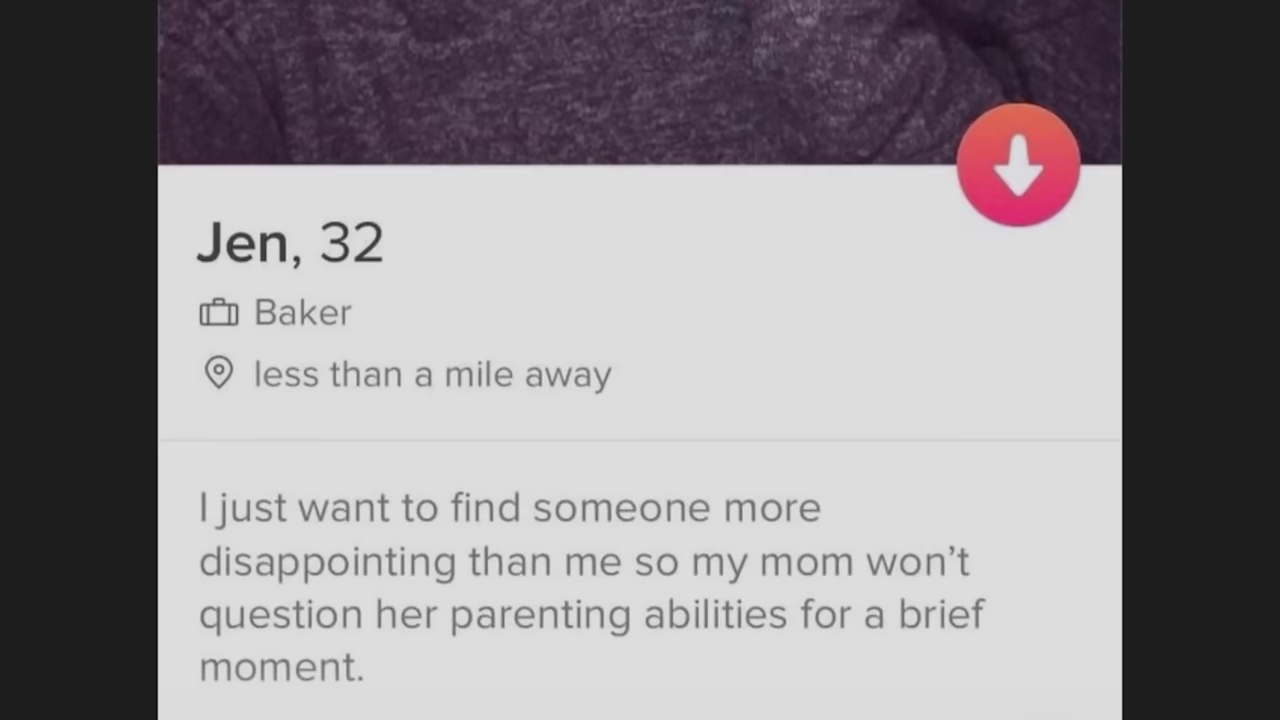 Jen, 32
Baker
less than a mile away
I just want to find someone more
disappointing than me so my mom won’t
question her parenting abilities for a brief
moment.